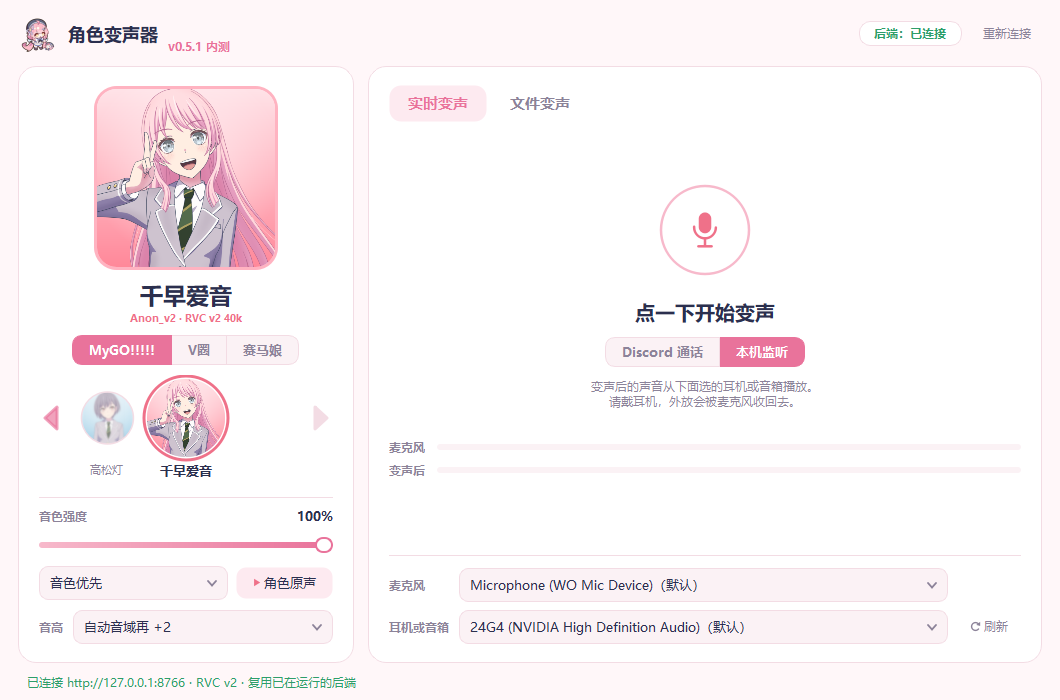 角色变声器
v0.5.1 内测
后端：已连接
重新连接
千早爱音
Anon_v2 · RVC v2 40k
MyGO!!!!!
V圈
赛马娘
高松灯
千早爱音
音色强度
100%
音色优先
角色原声
音高
自动音域再 +2
实时变声
文件变声
点一下开始变声
Discord 通话
本机监听
变声后的声音从下面选的耳机或音箱播放。
请戴耳机，外放会被麦克风收回去。
麦克风
变声后
麦克风
Microphone (WO Mic Device)（默认）
耳机或音箱
24G4 (NVIDIA High Definition Audio)（默认）
刷新
已连接 http://127.0.0.1:8766 · RVC v2 · 复用已在运行的后端